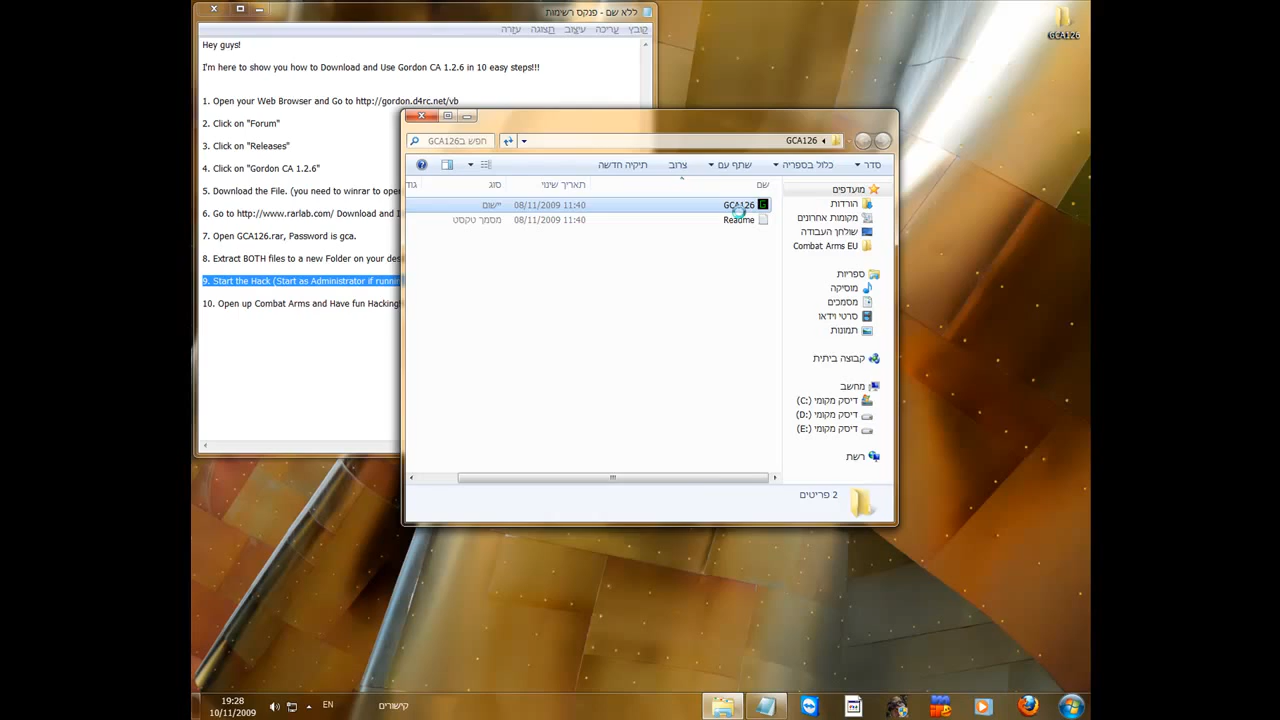 ללא שם - פנקס רשימות
קובץ עריכה עיצוב תצוגה עזרה
Hey guys!
I'm here to show you how to Download and Use Gordon CA 1.2.6 in 10 easy steps!!!
1. Open your Web Browser and Go to http://gordon.d4rc.net/vb
2. Click on "Forum"
3. Click on "Releases"
4. Click on "Gordon CA 1.2.6"
5. Download the File. (you need to winrar to open
6. Go to http://www.rarlab.com/ Download and I
7. Open GCA126.rar, Password is gca.
8. Extract BOTH files to a new Folder on your des
9. Start the Hack (Start as Administrator if runnin
10. Open up Combat Arms and Have fun Hacking!
GCA126
GCA126
חפש בGCA126
סדר כלול בספריה שתף עם צרוב תיקיה חדשה
שם תאריך שינוי סוג גוד
GCA126 08/11/2009 11:40 יישום
Readme 08/11/2009 11:40 מסמך טקסט
מועדפים
הורדות
מקומות אחרונים
שולחן העבודה
Combat Arms EU
ספריות
מוסיקה
מסמכים
סרטי וידאו
תמונות
קבוצה ביתית
מחשב
דיסק מקומי (C:)
דיסק מקומי (D:)
דיסק מקומי (E:)
רשת
2 פריטים
קישורים
EN
19:28
10/11/2009